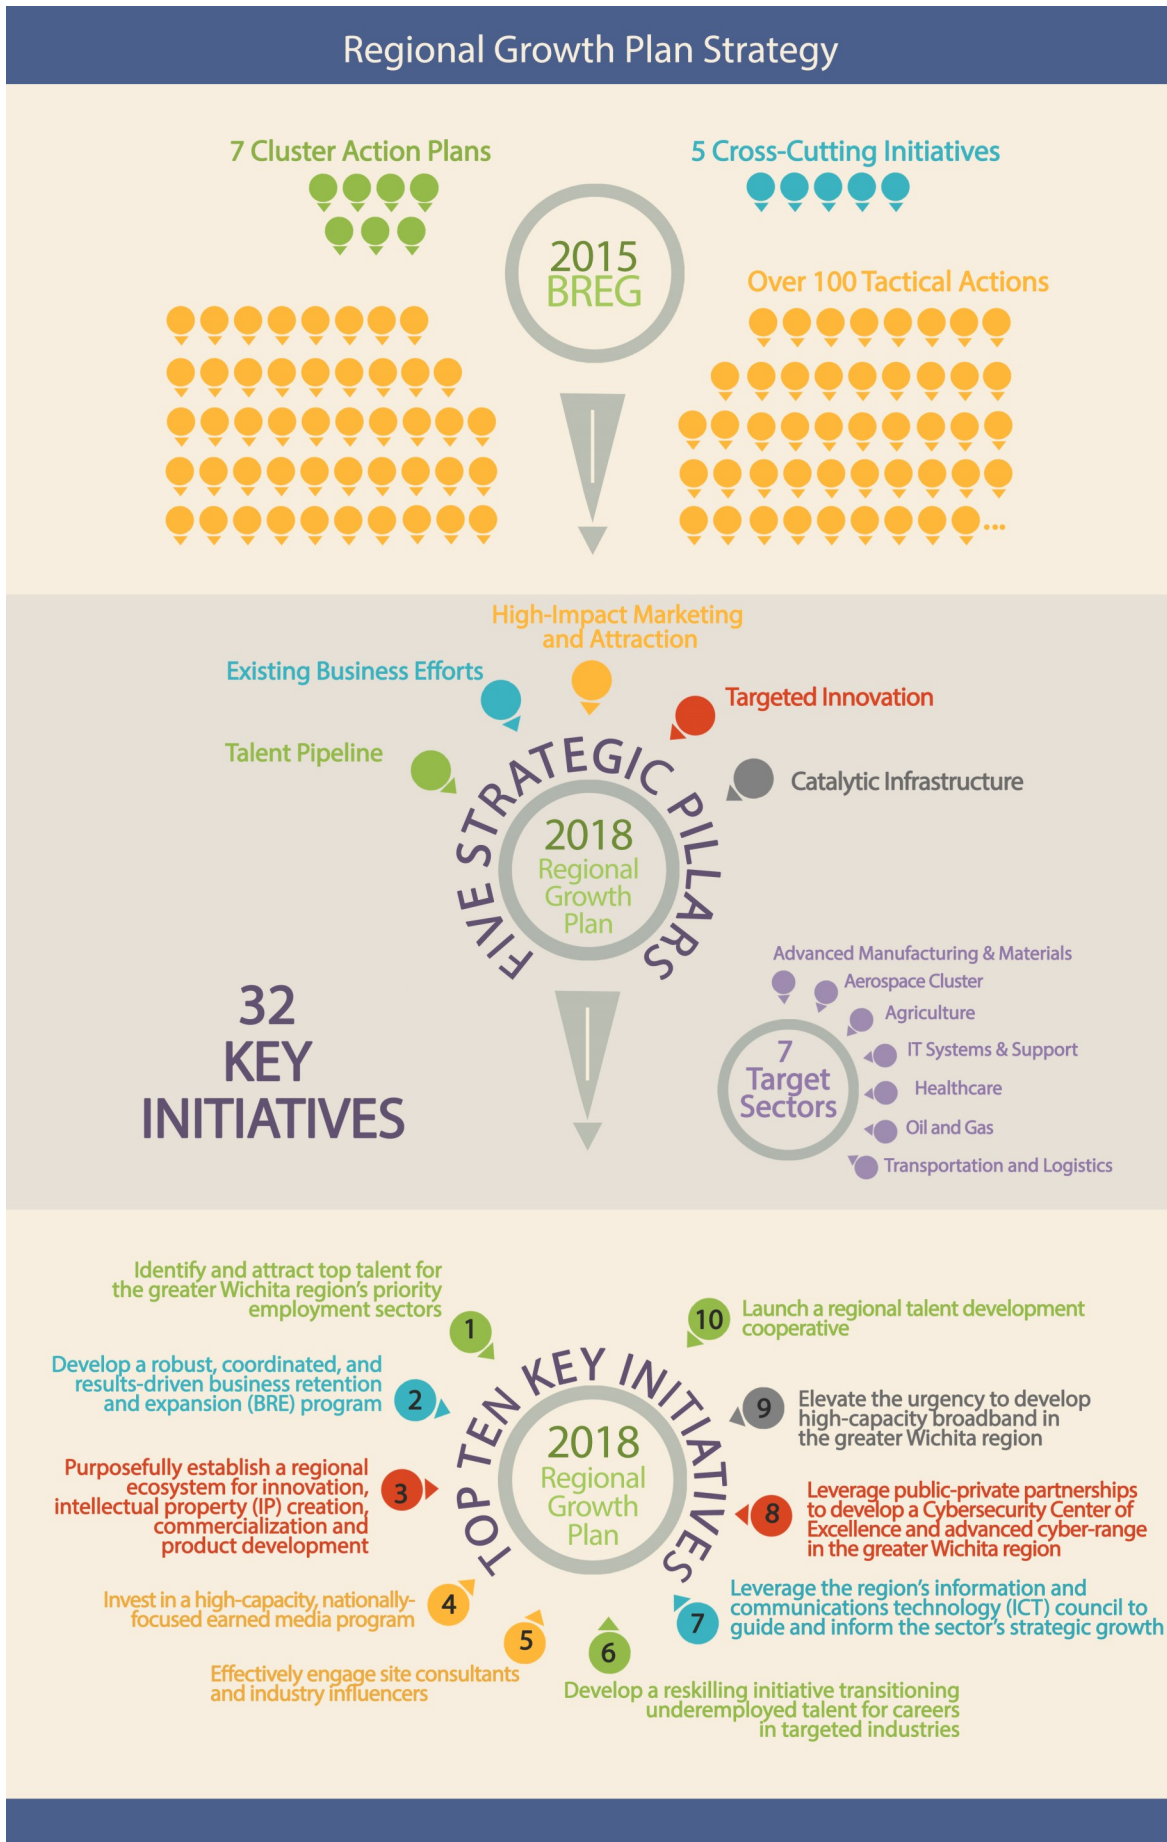 Regional Growth Plan Strategy
7 Cluster Action Plans
5 Cross-Cutting Initiatives
2015
BREG
Over 100 Tactical Actions
...
High-Impact Marketing
and Attraction
Existing Business Efforts
Targeted Innovation
Talent Pipeline
Catalytic Infrastructure
FIVE STRATEGIC PILLARS
2018
Regional
Growth
Plan
32
KEY
INITIATIVES
7
Target
Sectors
Advanced Manufacturing & Materials
Aerospace Cluster
Agriculture
IT Systems & Support
Healthcare
Oil and Gas
Transportation and Logistics
TOP TEN KEY INITIATIVES
2018
Regional
Growth
Plan
1
Identify and attract top talent for
the greater Wichita region's priority
employment sectors
2
Develop a robust, coordinated, and
results-driven business retention
and expansion (BRE) program
3
Purposefully establish a regional
ecosystem for innovation,
intellectual property (IP) creation,
commercialization and
product development
4
Invest in a high-capacity, nationally-
focused earned media program
5
Effectively engage site consultants
and industry influencers
6
Develop a reskilling initiative transitioning
underemployed talent for careers
in targeted industries
7
Leverage the region's information and
communications technology (ICT) council to
guide and inform the sector's strategic growth
8
Leverage public-private partnerships
to develop a Cybersecurity Center of
Excellence and advanced cyber-range
in the greater Wichita region
9
Elevate the urgency to develop
high-capacity broadband in
the greater Wichita region
10
Launch a regional talent development
cooperative